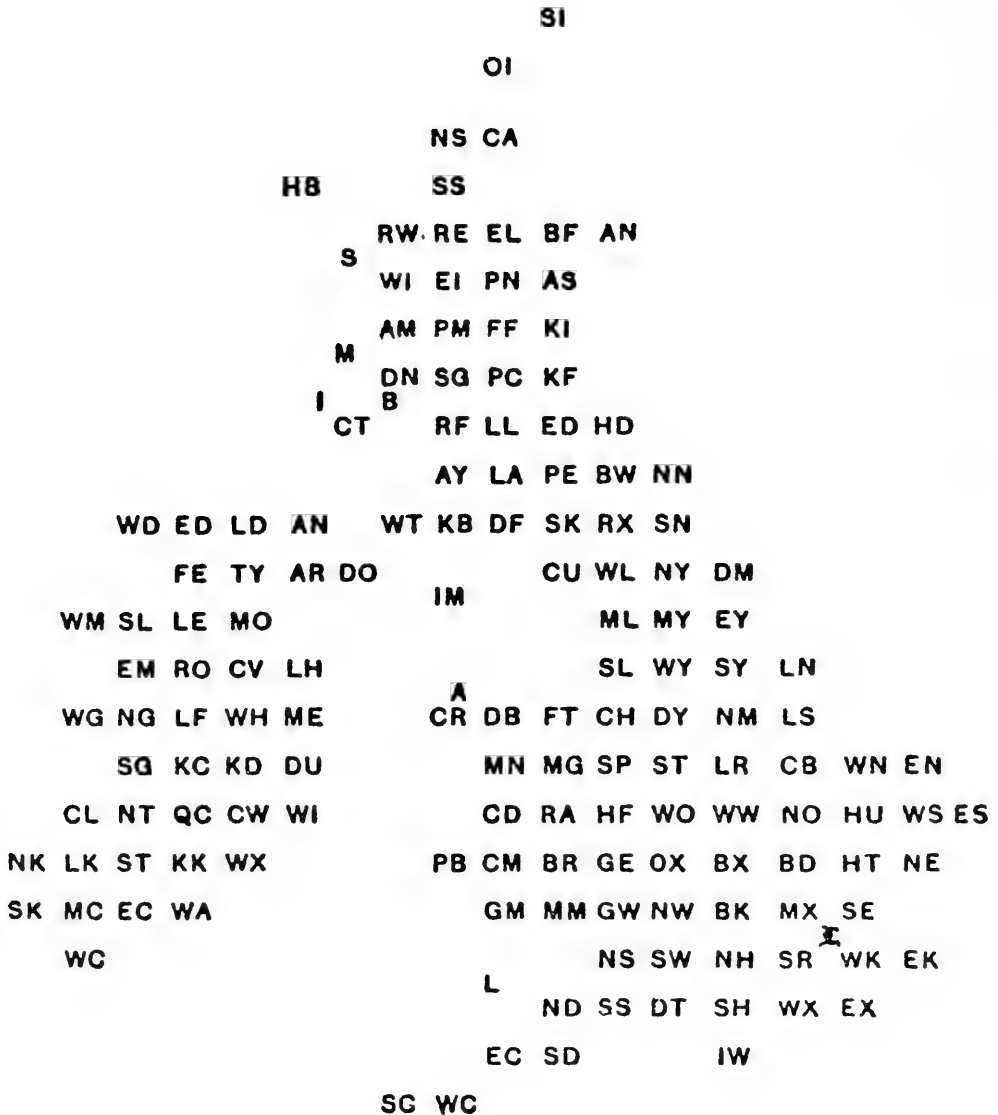 SI
OI
NS CA
HB SS
RW RE EL BF AN
S
WI EI PN AS
AM PM FF KI
M
DN SG PC KF
I B
CT RF LL ED HD
AY LA PE BW NN
WD ED LD AN WT KB DF SK RX SN
FE TY AR DO CU WL NY DM
IM
WM SL LE MO ML MY EY
EM RO CV LH SL WY SY LN
A
WG NG LF WH ME CR DB FT CH DY NM LS
SG KC KD DU MN MG SP ST LR CB WN EN
CL NT QC CW WI CD RA HF WO WW NO HU WS ES
NK LK ST KK WX PB CM BR GE OX BX BD HT NE
SK MC EC WA GM MM GW NW BK MX SE
WC NS SW NH SR WK EK
L
ND SS DT SH WX EX
EC SD IW
SC WC